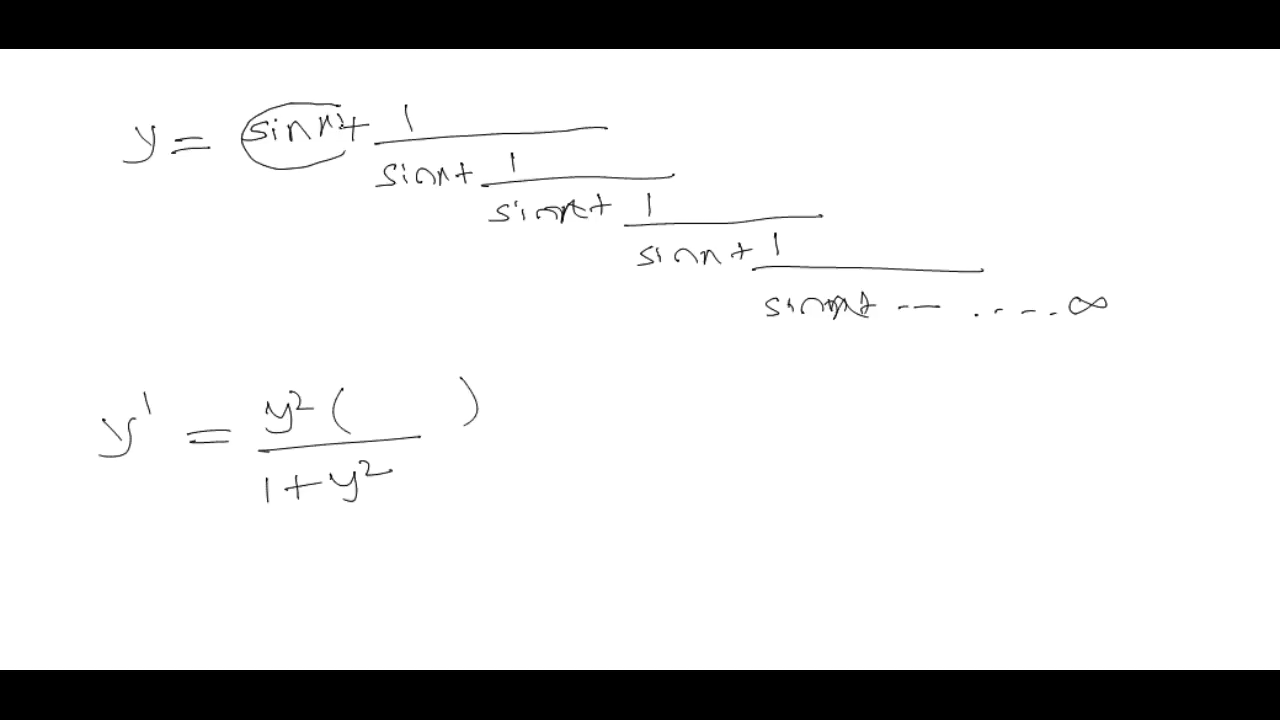 y = sinx + 1
sinx + 1
sinx + 1
sinx + 1
sinx + -- ..--. ∞
y' = y² ( )
1 + y²